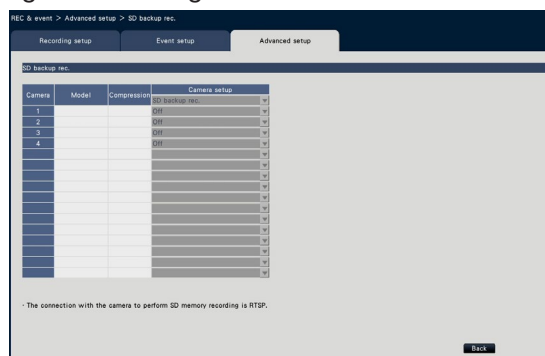 REC & event > Advanced setup > SD backup rec.
Recording setup Event setup Advanced setup
SD backup rec.
Camera Model Compression Camera setup
SD backup rec.
1 Off
2 Off
3 Off
4 Off
· The connection with the camera to perform SD memory recording is RTSP.
Back